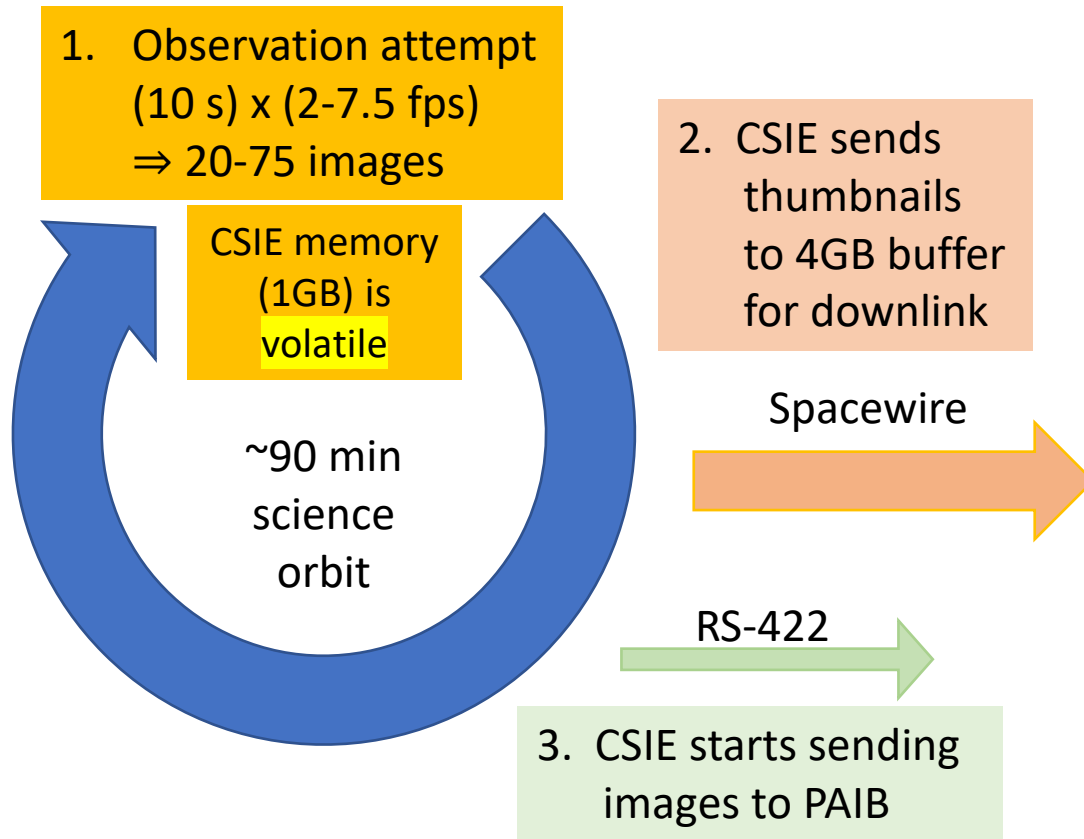 1. Observation attempt
(10 s) x (2-7.5 fps)
⇒ 20-75 images
CSIE memory
(1GB) is
volatile
~90 min
science
orbit
2. CSIE sends
thumbnails
to 4GB buffer
for downlink
Spacewire
RS-422
3. CSIE starts sending
images to PAIB